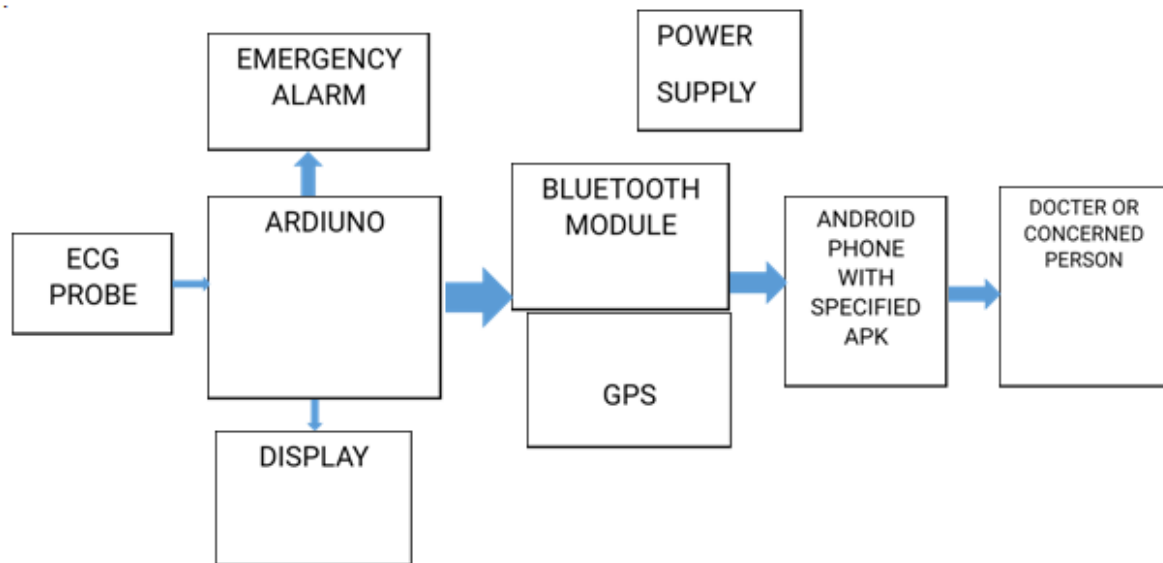 POWER
SUPPLY
EMERGENCY
ALARM
BLUETOOTH
MODULE
ARDIUNO
ANDROID
PHONE
WITH
SPECIFIED
APK
DOCTER OR
CONCERNED
PERSON
ECG
PROBE
GPS
DISPLAY